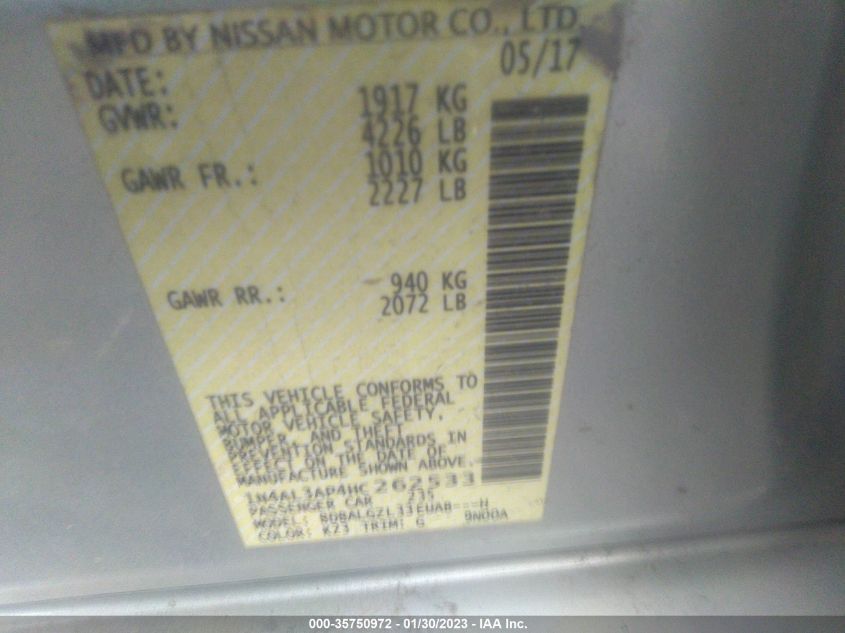 MFD BY NISSAN MOTOR CO., LTD.
DATE: 05/17
GVWR: 1917 KG
4226 LB
GAWR FR.: 1010 KG
2227 LB
GAWR RR.: 940 KG
2072 LB
THIS VEHICLE CONFORMS TO
ALL APPLICABLE FEDERAL
MOTOR VEHICLE SAFETY,
BUMPER, AND THEFT
PREVENTION STANDARDS IN
EFFECT ON THE DATE OF
MANUFACTURE SHOWN ABOVE.
1N4AL3AP4HC262533
PASSENGER CAR 235
MODEL: BDBALGZL33EUAB---H
COLOR: K23 TRIM: G 9N00A
000-35750972 - 01/30/2023 - IAA Inc.